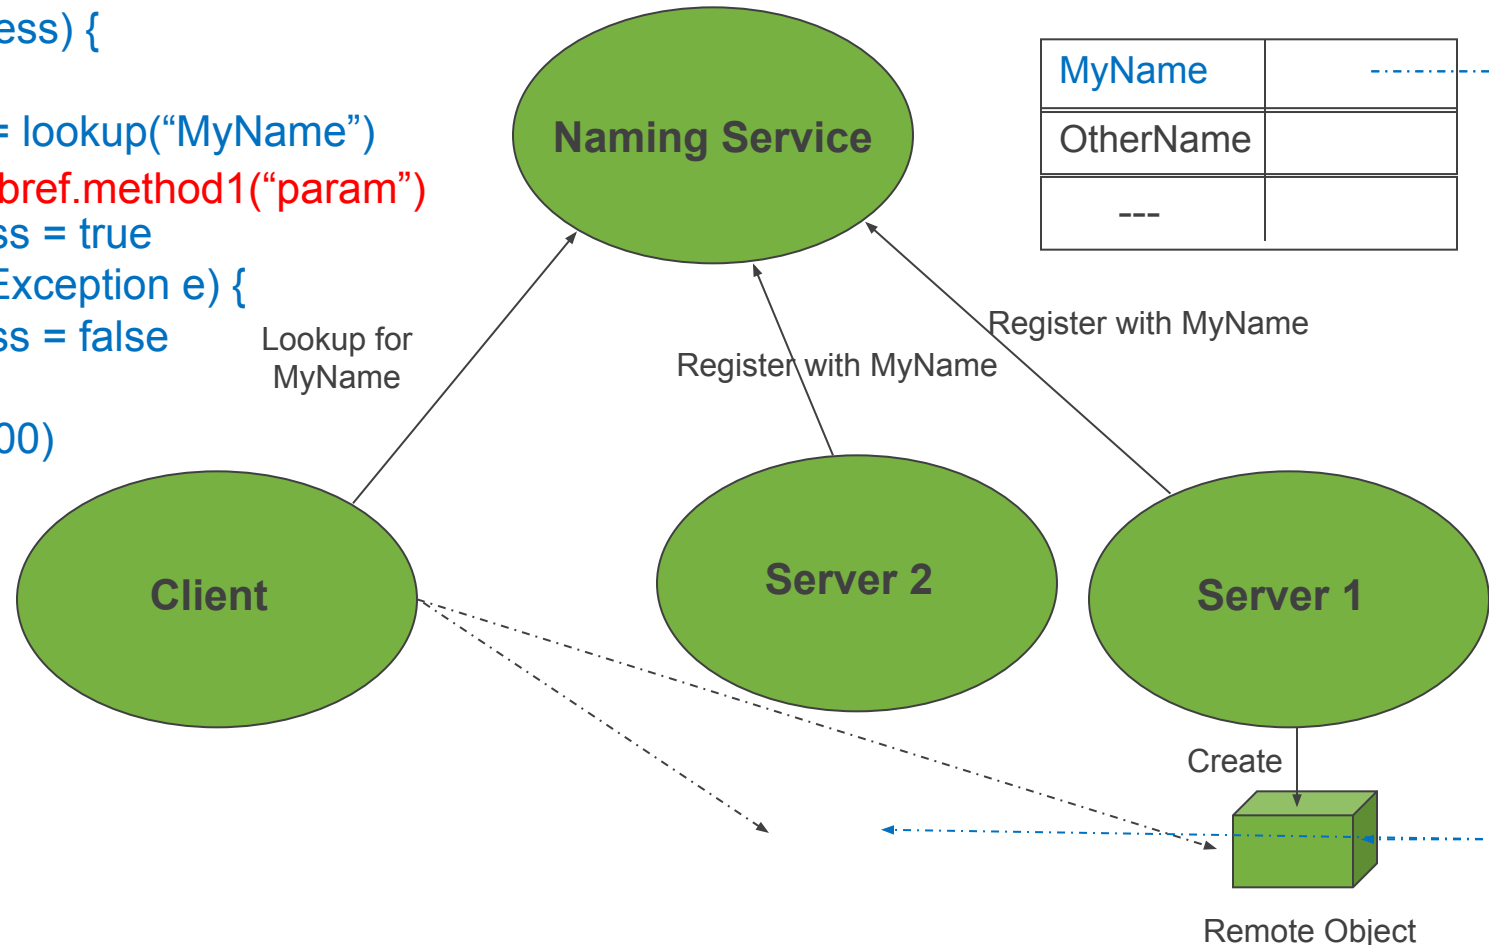 ess) {
= lookup(“MyName”)
bref.method1(“param”)
ss = true
Exception e) {
ss = false
00)
Naming Service
MyName
OtherName
---
Lookup for
MyName
Register with MyName
Register with MyName
Client
Server 2
Server 1
Create
Remote Object